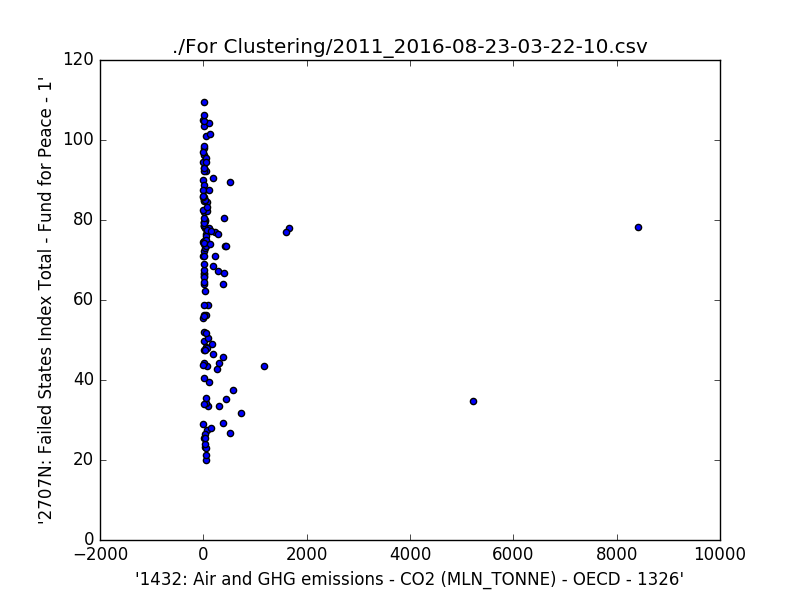 ./For Clustering/2011_2016-08-23-03-22-10.csv
120
100
80
60
40
20
0
'2707N: Failed States Index Total - Fund for Peace - 1'
−2000 0 2000 4000 6000 8000 10000
'1432: Air and GHG emissions - CO2 (MLN_TONNE) - OECD - 1326'